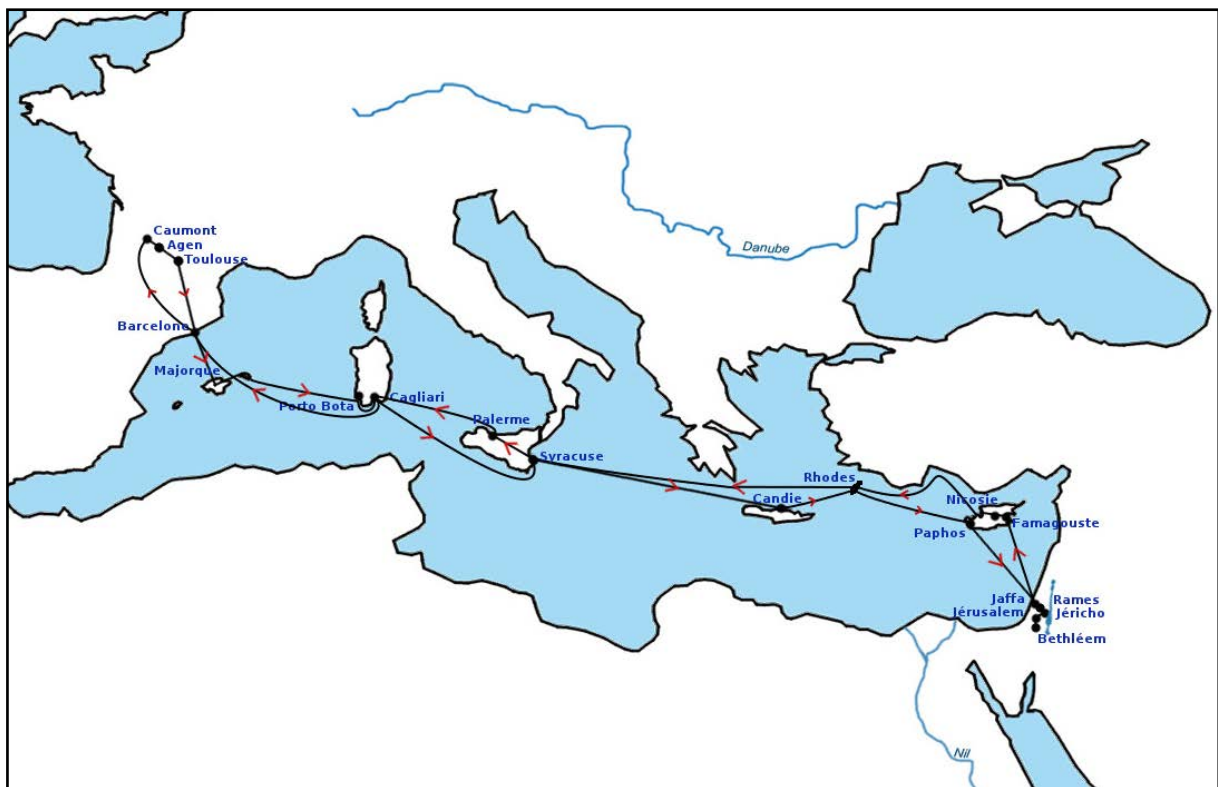 Caumont
Agen
Toulouse
Danube
Barcelone
Majorque
Porto Bota
Cagliari
Palerme
Syracuse
Rhodes
Candie
Nicosie
Paphos
Famagouste
Jaffa
Rames
Jérusalem
Jéricho
Bethléem
Nil